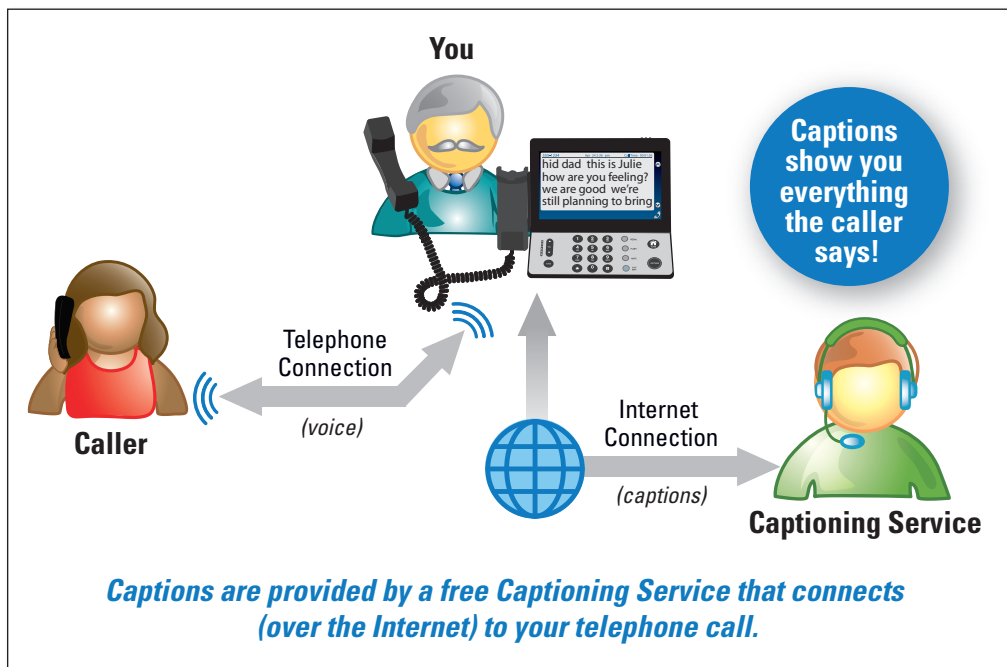 You
hid dad  this is Julie
how are you feeling?
we are good  we're
still planning to bring
Captions
show you
everything
the caller
says!
Telephone
Connection
(voice)
Caller
Internet
Connection
(captions)
Captioning Service
Captions are provided by a free Captioning Service that connects
(over the Internet) to your telephone call.